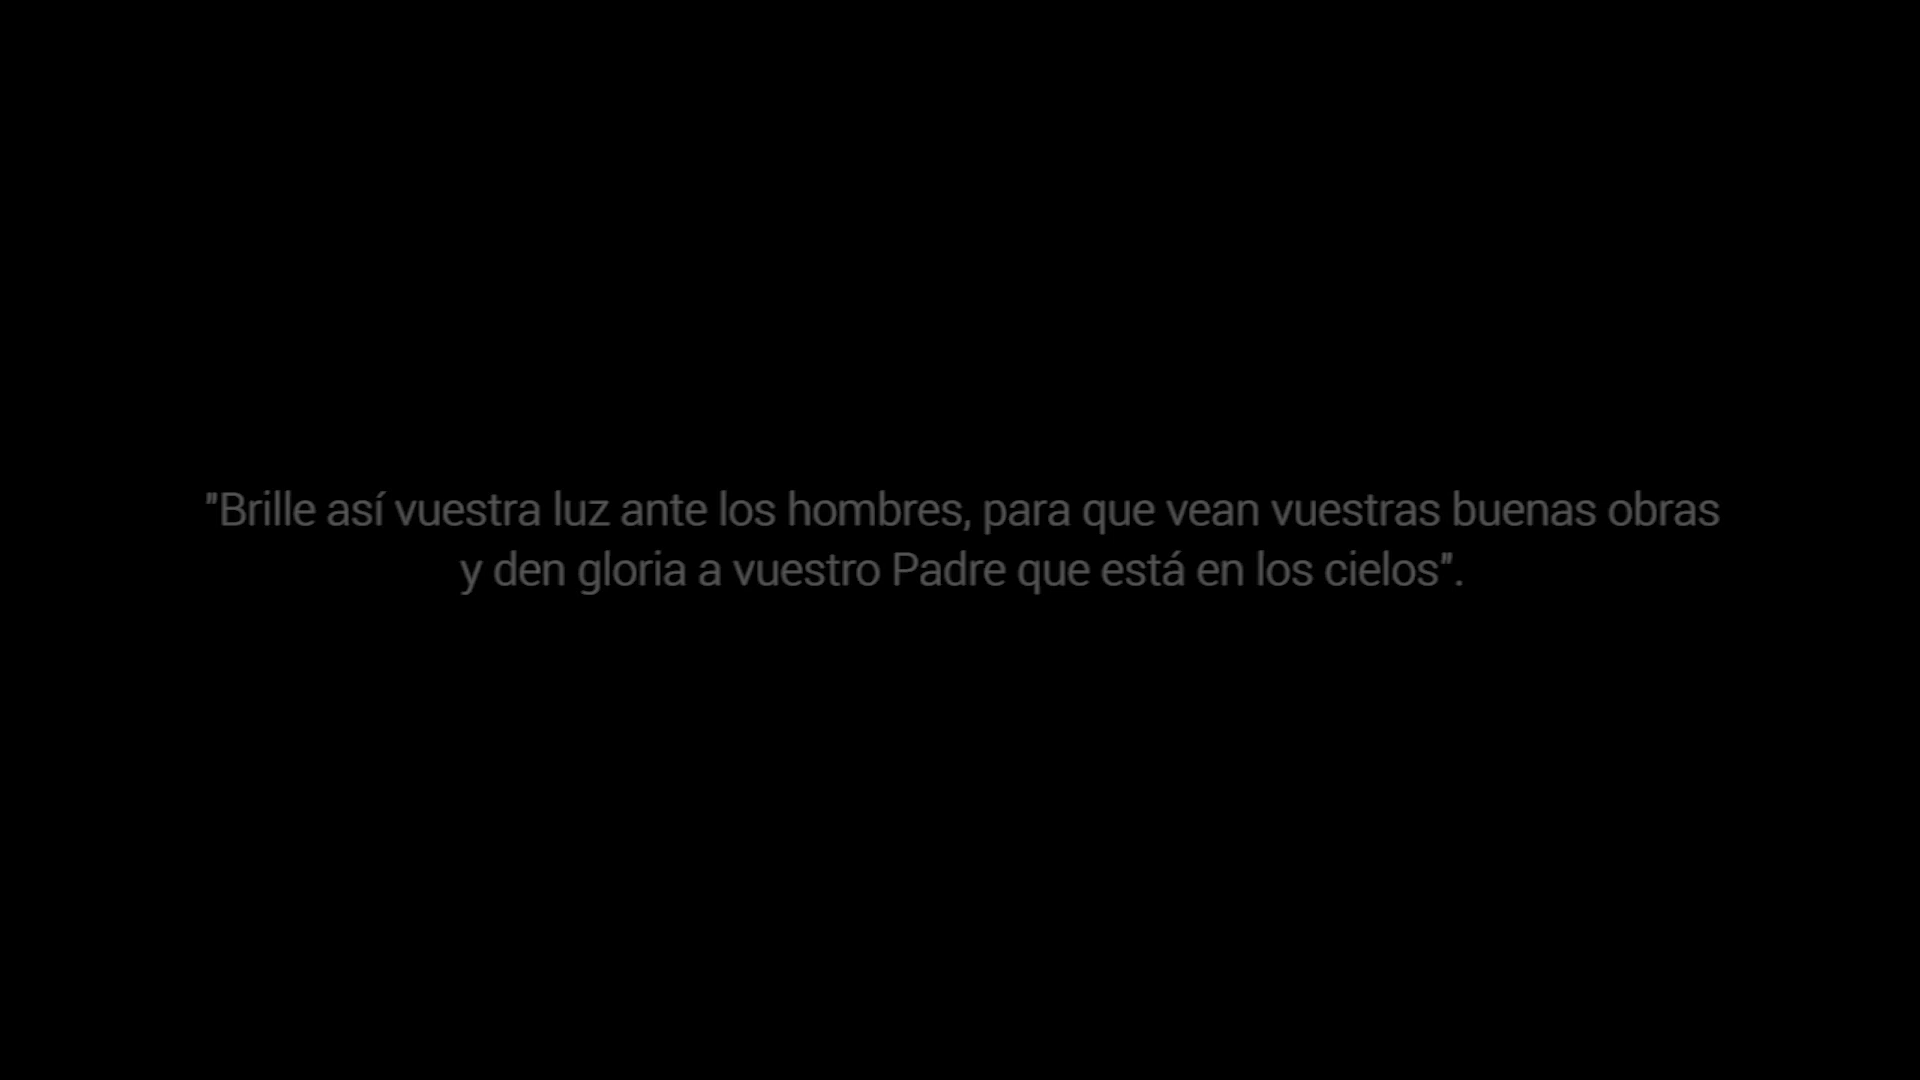 "Brille así vuestra luz ante los hombres, para que vean vuestras buenas obras
y den gloria a vuestro Padre que está en los cielos".